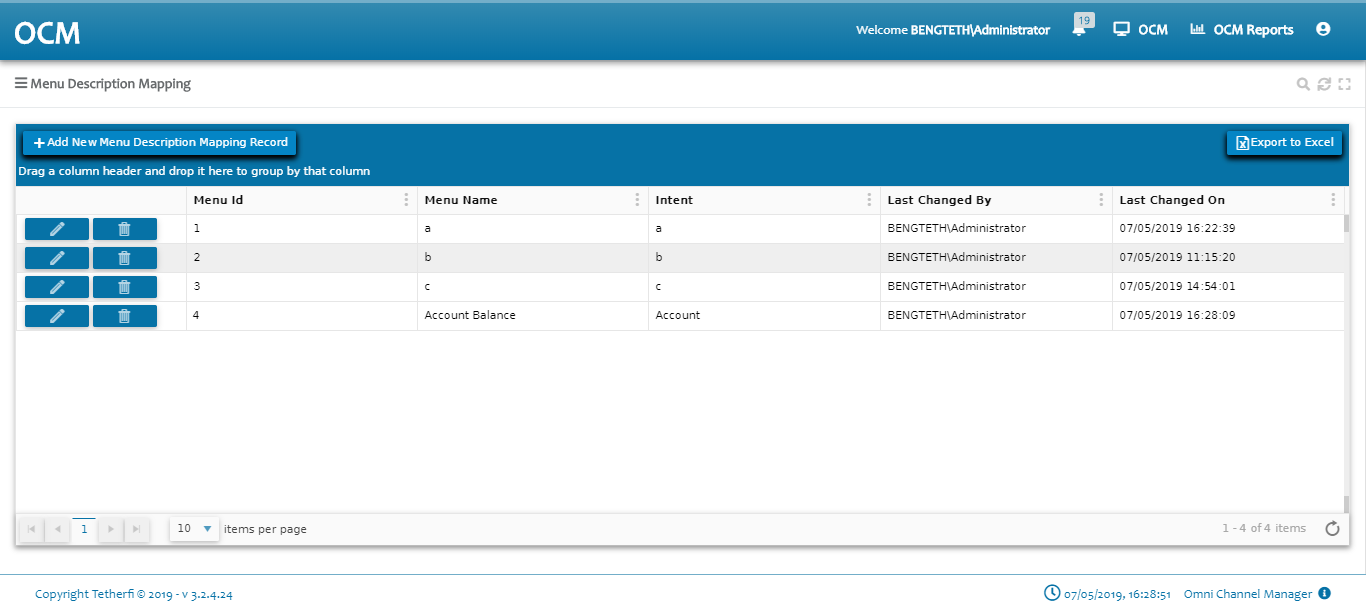 OCM
Welcome BENGTETH\Administrator
19
OCM
OCM Reports
Menu Description Mapping
Add New Menu Description Mapping Record
Export to Excel
Drag a column header and drop it here to group by that column
Menu Id Menu Name Intent Last Changed By Last Changed On
1 a a BENGTETH\Administrator 07/05/2019 16:22:39
2 b b BENGTETH\Administrator 07/05/2019 11:15:20
3 c c BENGTETH\Administrator 07/05/2019 14:54:01
4 Account Balance Account BENGTETH\Administrator 07/05/2019 16:28:09
1 10 items per page 1 - 4 of 4 items
Copyright Tetherfi © 2019 - v 3.2.4.24 07/05/2019, 16:28:51 Omni Channel Manager